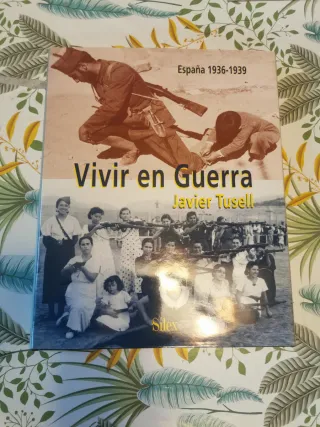 España 1936-1939
Vivir en Guerra
Javier Tusell
Sílex